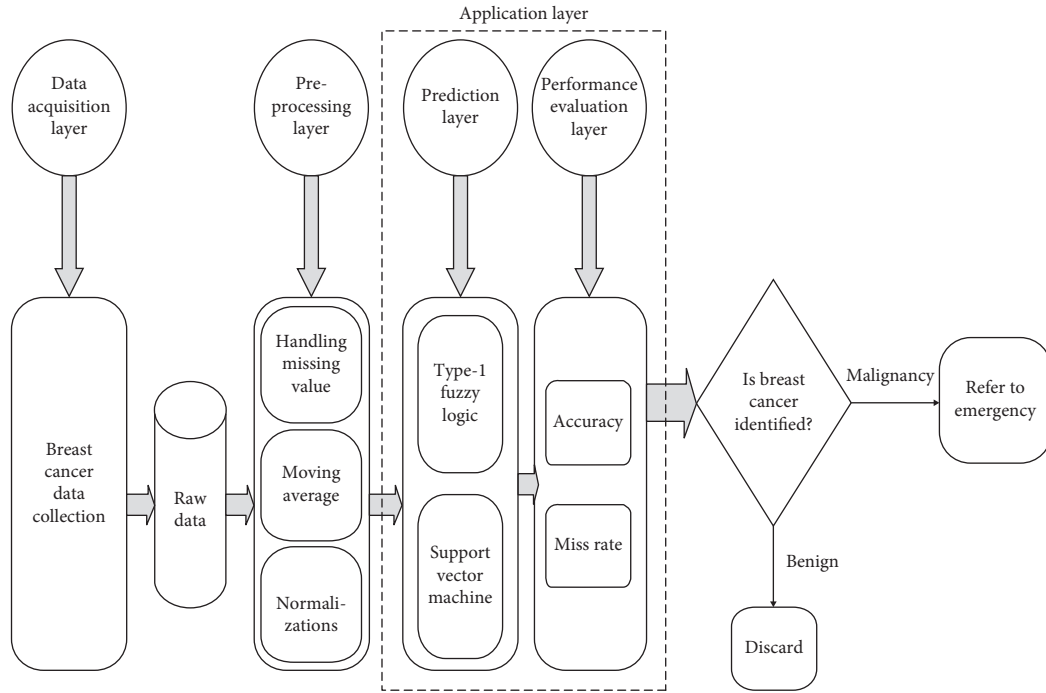 Application layer
Data
acquisition
layer
Pre-
processing
layer
Prediction
layer
Performance
evaluation
layer
Breast
cancer
data
collection
Raw
data
Handling
missing
value
Moving
average
Normali-
zations
Type-1
fuzzy
logic
Support
vector
machine
Accuracy
Miss rate
Is breast
cancer
identified?
Malignancy
Refer to
emergency
Benign
Discard